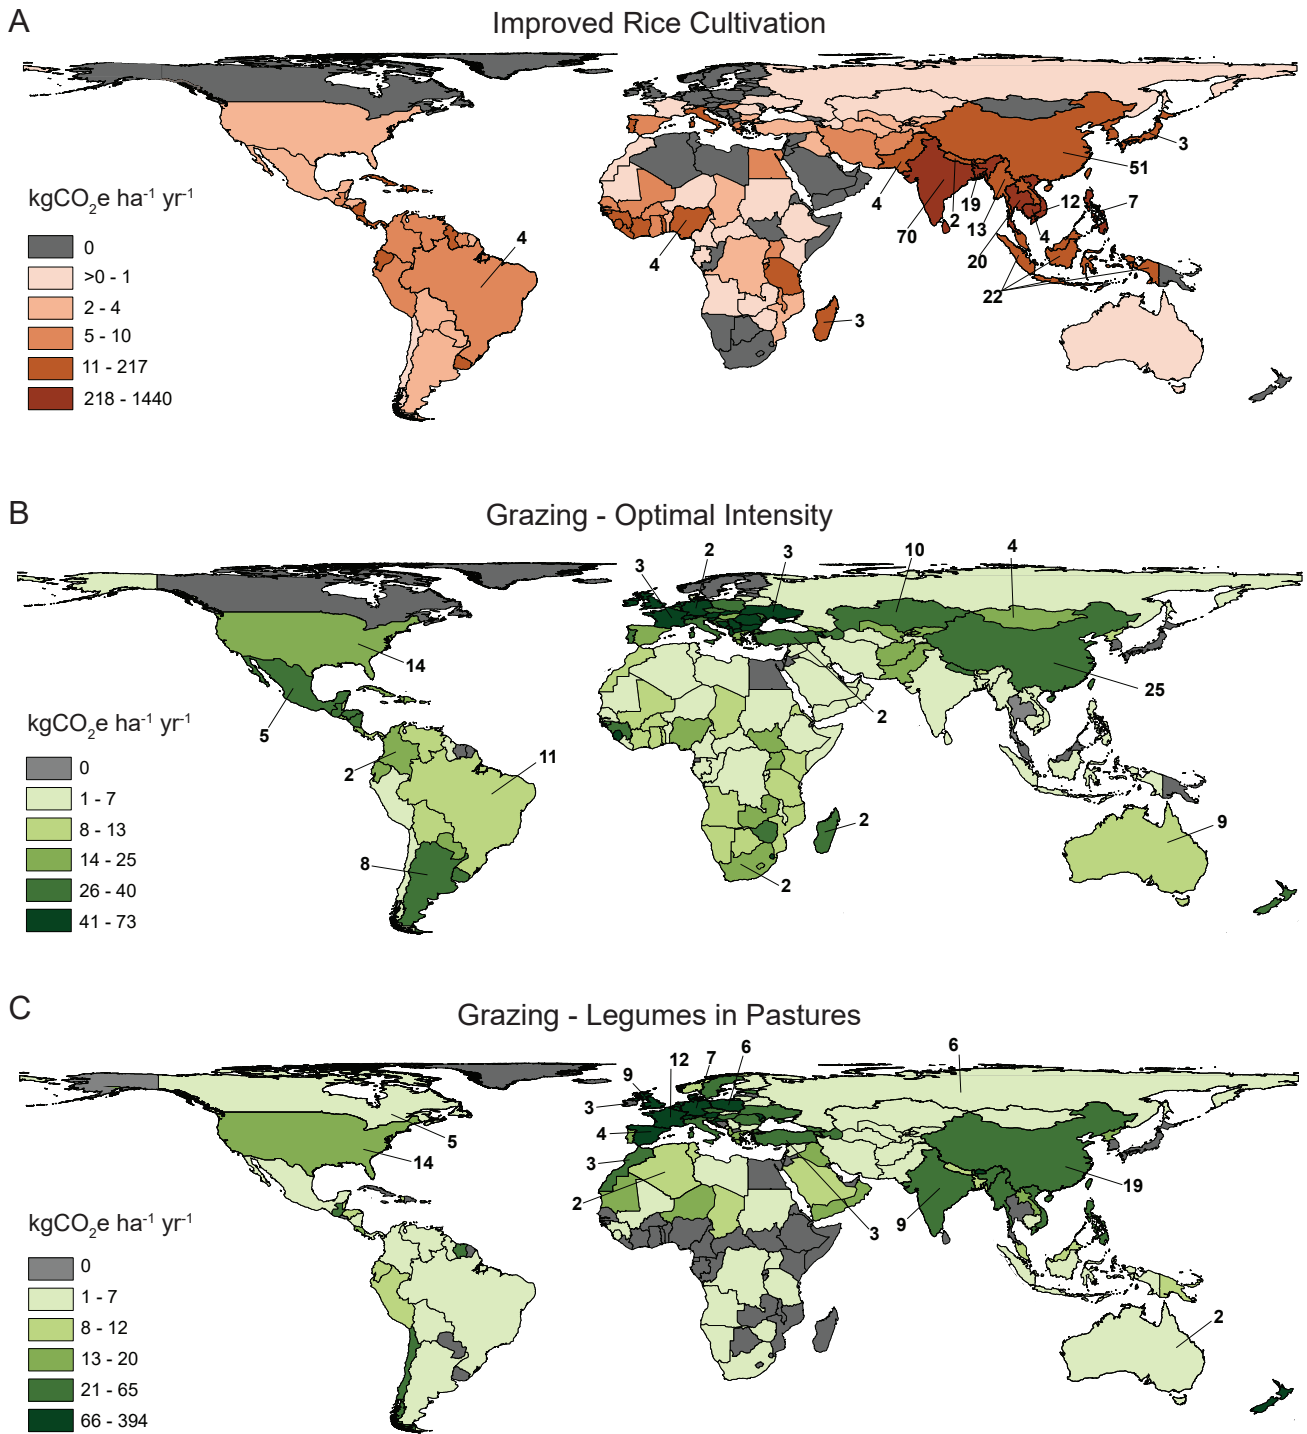 A
Improved Rice Cultivation
kgCO2e ha-1 yr-1
0
>0 - 1
2 - 4
5 - 10
11 - 217
218 - 1440
4
4
3
4
70
2
19
13
20
22
4
12
7
51
3
B
Grazing - Optimal Intensity
kgCO2e ha-1 yr-1
0
1 - 7
8 - 13
14 - 25
26 - 40
41 - 73
14
5
2
11
8
3
2
3
10
4
25
2
2
2
9
C
Grazing - Legumes in Pastures
kgCO2e ha-1 yr-1
0
1 - 7
8 - 12
13 - 20
21 - 65
66 - 394
5
14
9
12
7
6
6
3
4
3
2
3
9
19
2